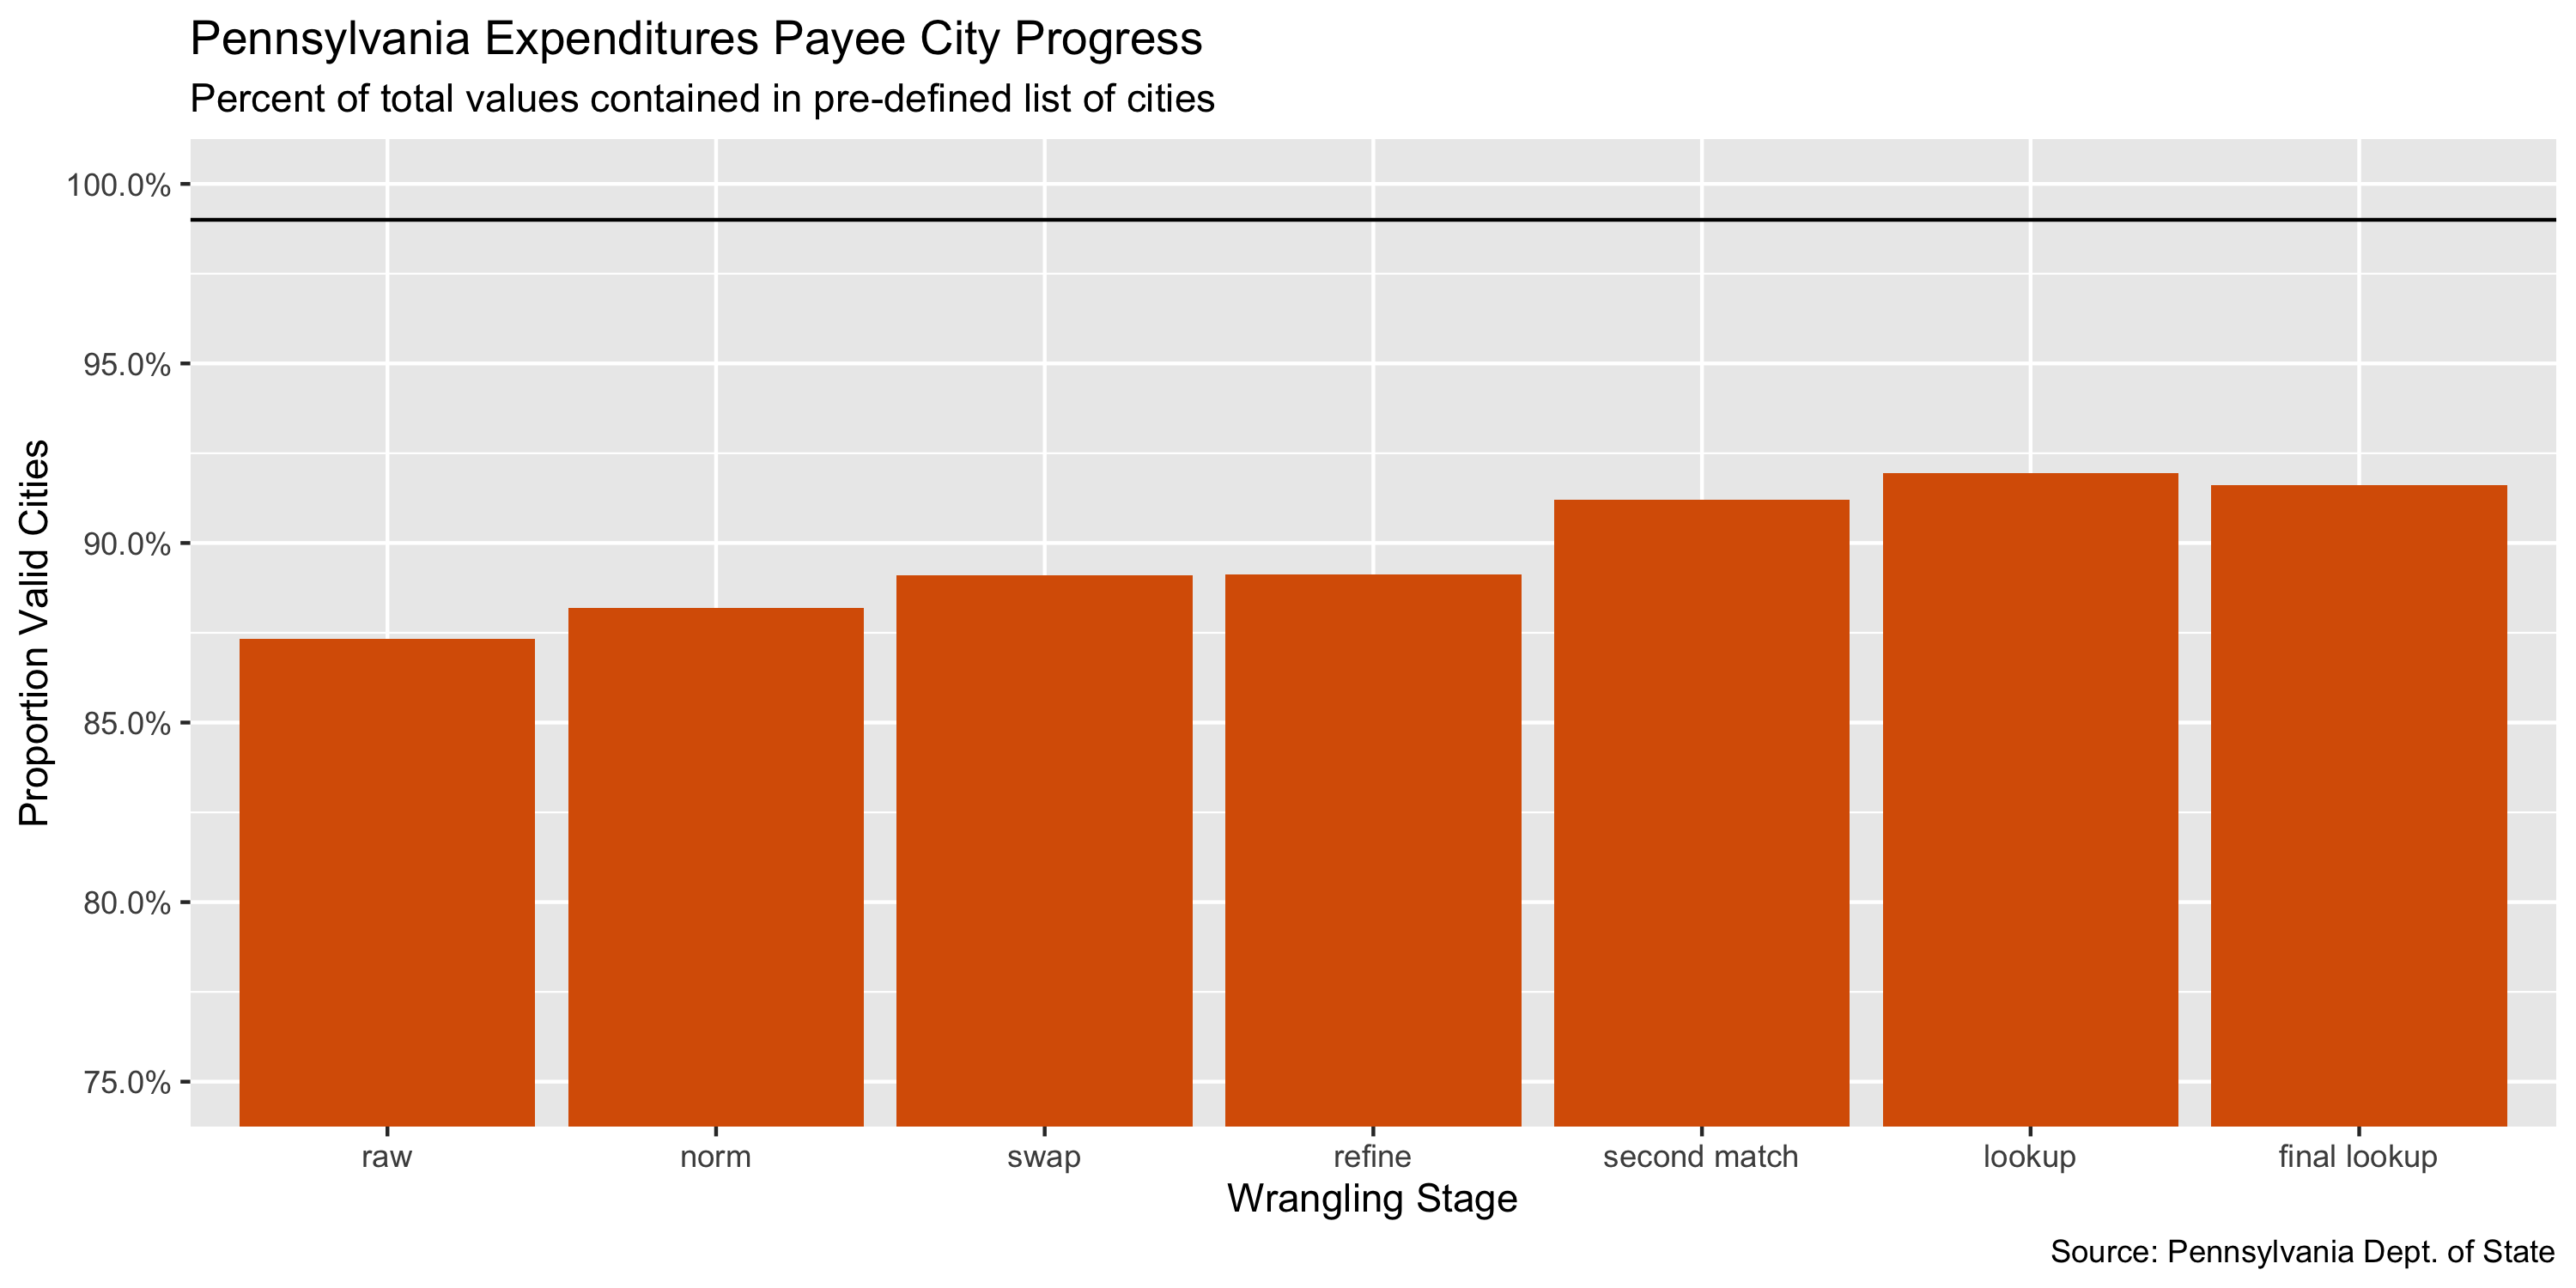 Pennsylvania Expenditures Payee City Progress
Percent of total values contained in pre-defined list of cities
Proportion Valid Cities
100.0%
95.0%
90.0%
85.0%
80.0%
75.0%
raw norm swap refine second match lookup final lookup
Wrangling Stage
Source: Pennsylvania Dept. of State